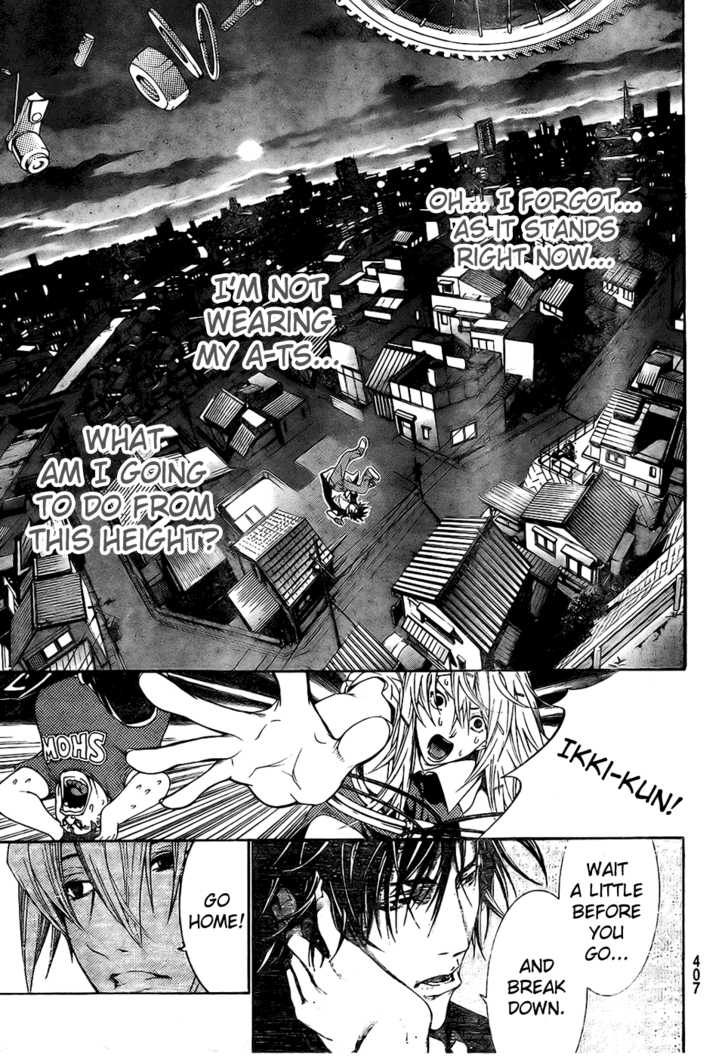 OH... I FORGOT...
AS IT STANDS
RIGHT NOW...
I'M NOT
WEARING
MY A-TS...
WHAT
AM I GOING
TO DO FROM
THIS HEIGHT?
SHOM
IKKI-KUN!
WAIT
A LITTLE
BEFORE
YOU
GO...
AND
BREAK
DOWN.
GO
HOME!
407